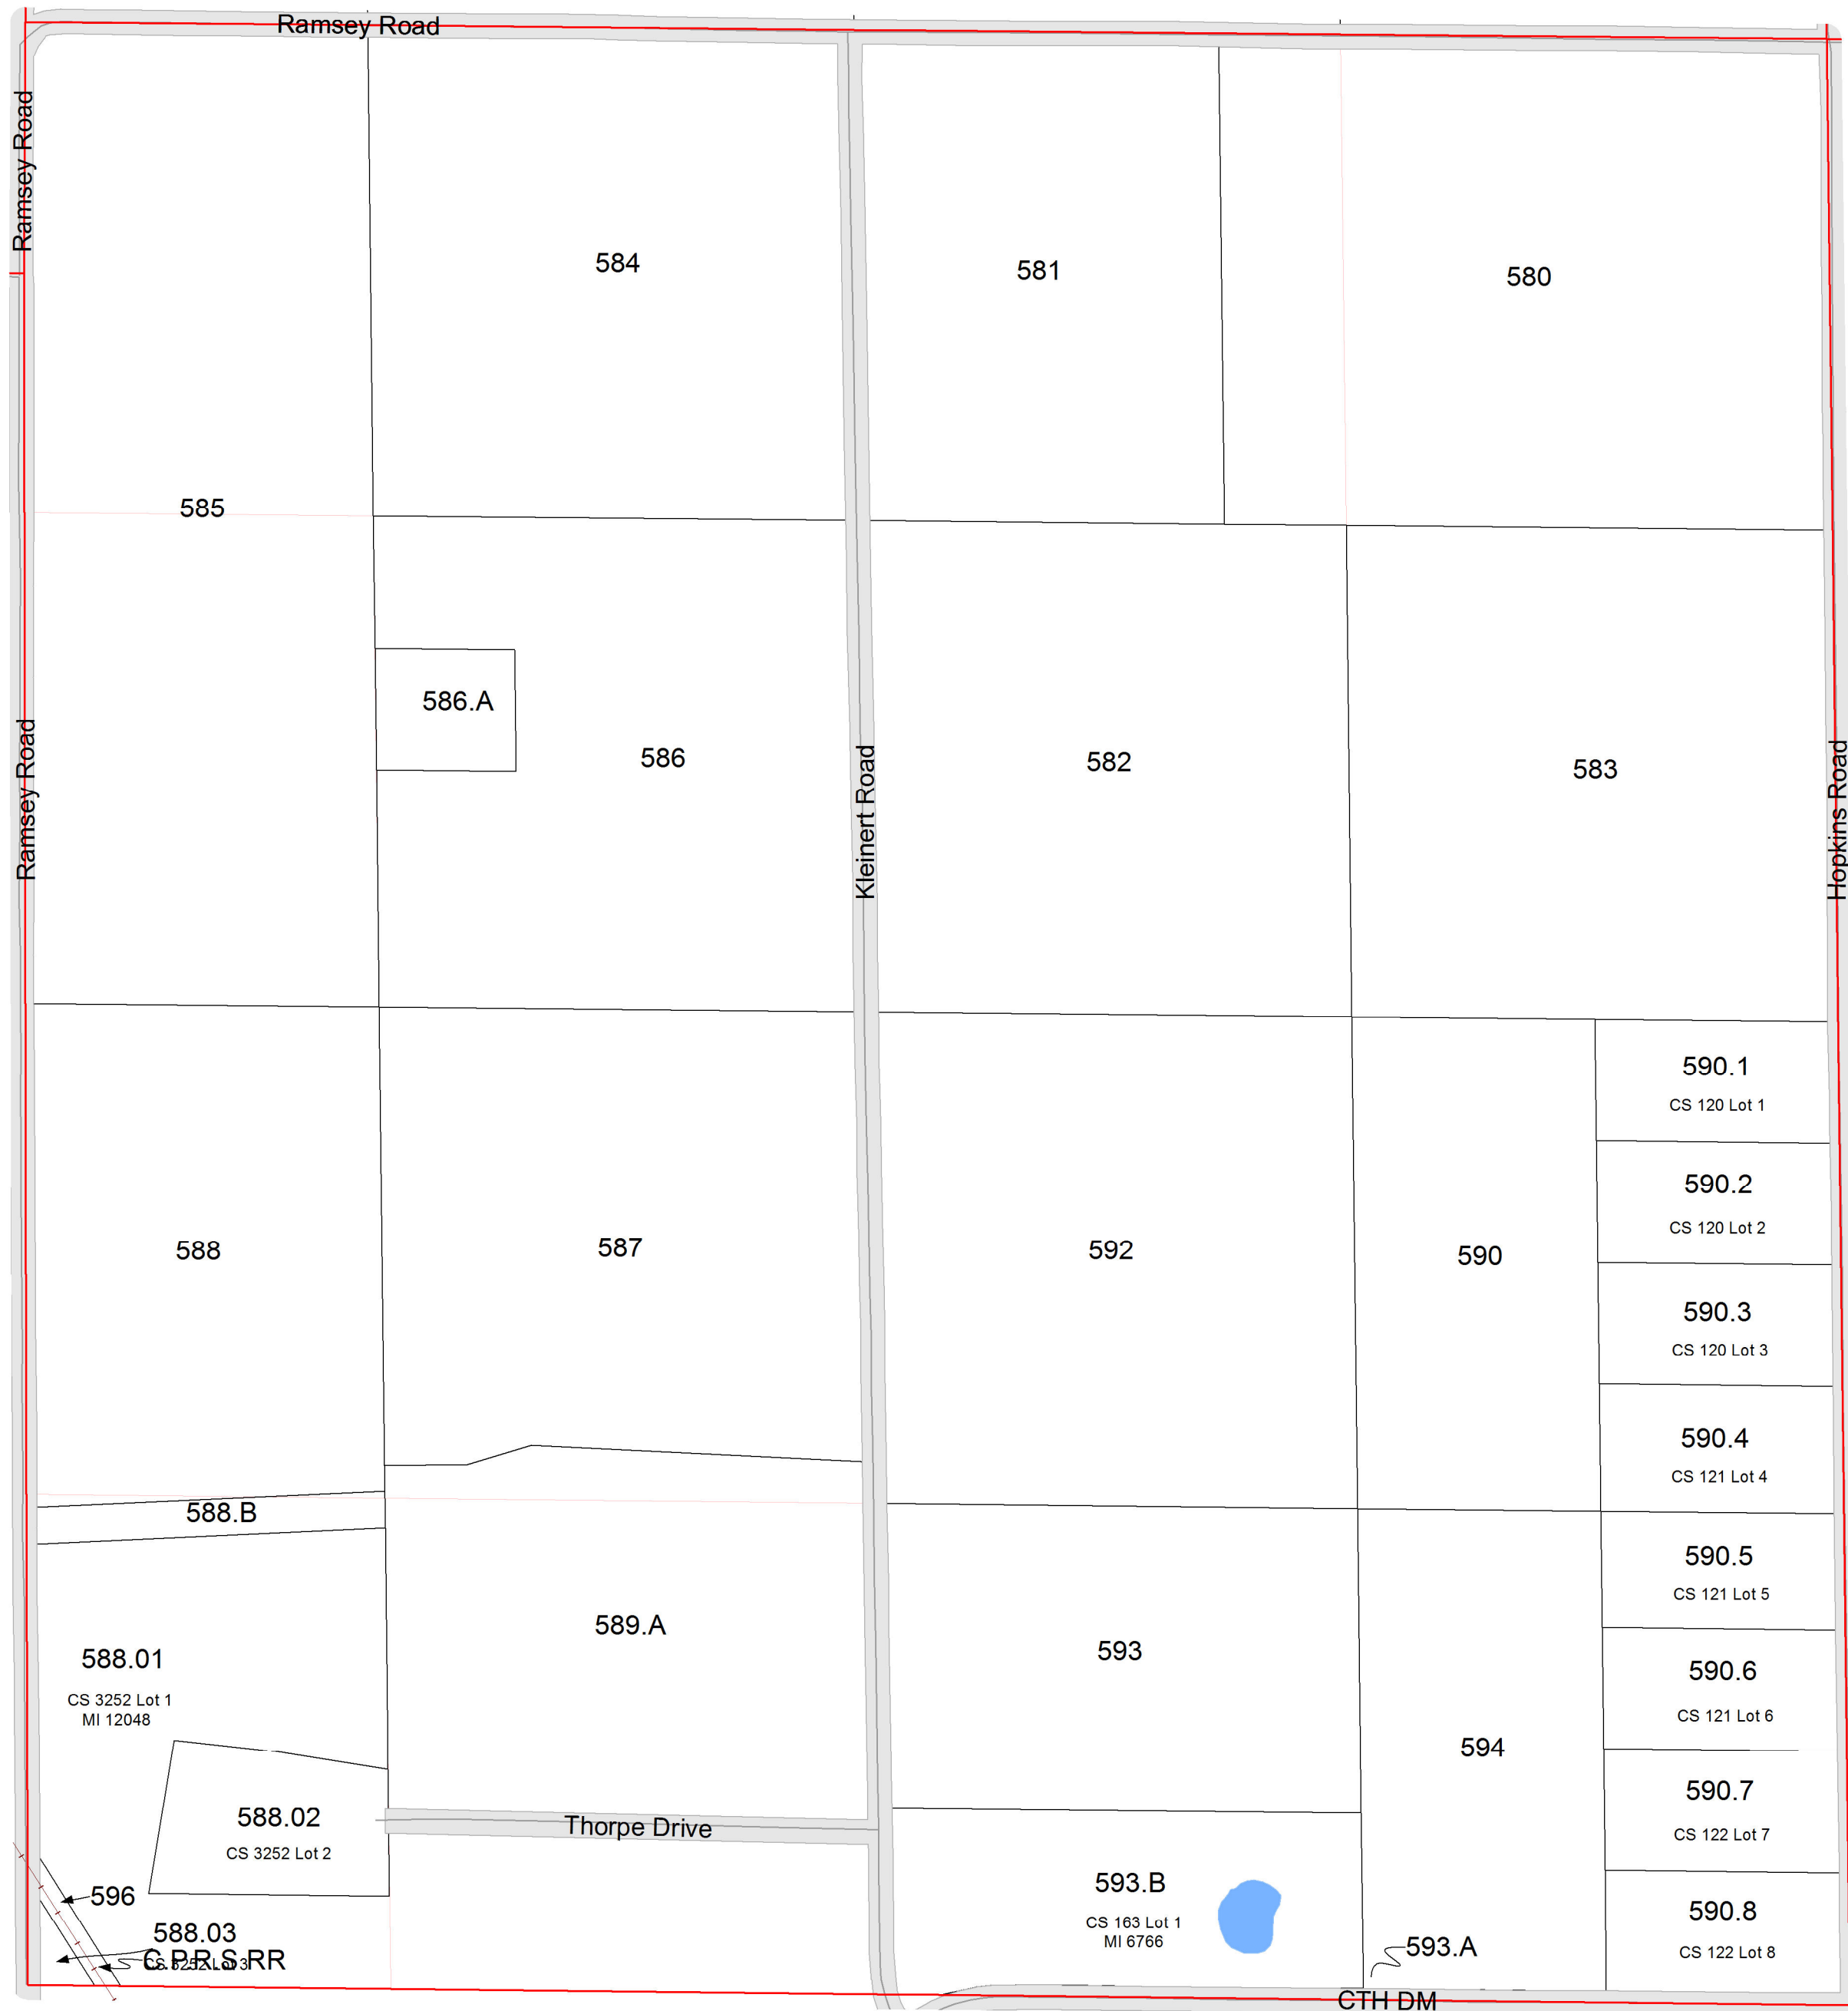 Ramsey Road
Ramsey Road
584
581
580
585
586.A
586
582
583
Ramsey Road
Kleinert Road
Hopkins Road
590.1
CS 120 Lot 1
590.2
CS 120 Lot 2
588
587
592
590
590.3
CS 120 Lot 3
590.4
CS 121 Lot 4
588.B
590.5
CS 121 Lot 5
589.A
593
588.01
CS 3252 Lot 1
MI 12048
590.6
CS 121 Lot 6
594
590.7
CS 122 Lot 7
588.02
CS 3252 Lot 2
Thorpe Drive
596
593.B
CS 163 Lot 1
MI 6766
590.8
CS 122 Lot 8
588.03
CS 3252 Lot 3
C.P.R.S RR
593.A
CTH DM